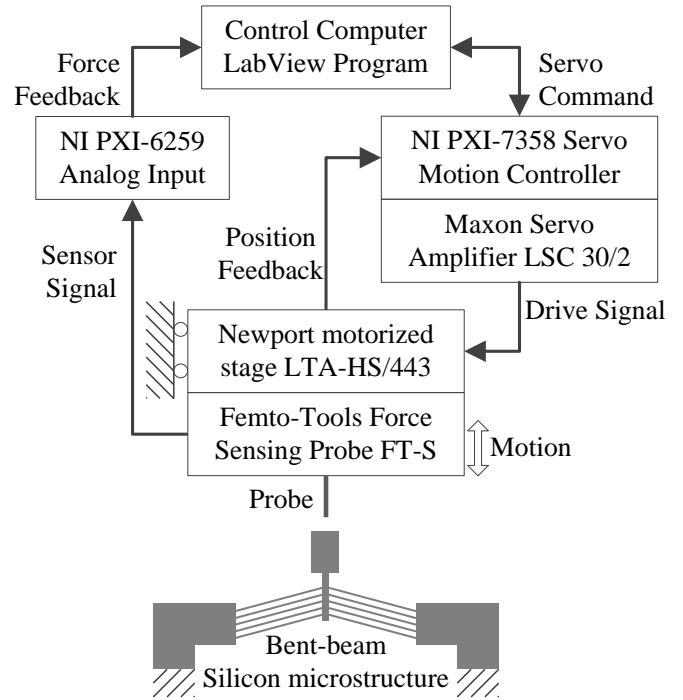 Control Computer
LabView Program
Force
Feedback
Servo
Command
NI PXI-6259
Analog Input
NI PXI-7358 Servo
Motion Controller
Maxon Servo
Amplifier LSC 30/2
Position
Feedback
Sensor
Signal
Drive Signal
Newport motorized
stage LTA-HS/443
Femto-Tools Force
Sensing Probe FT-S
Motion
Probe
Bent-beam
Silicon microstructure